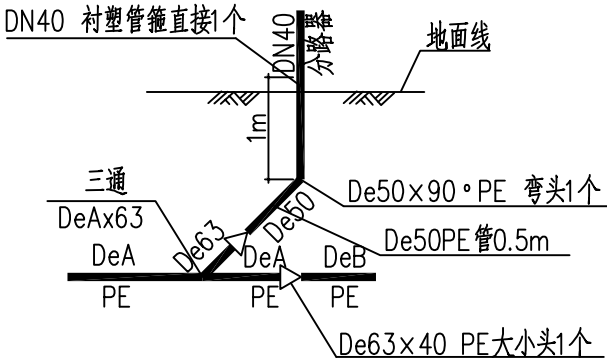 DN40 衬塑管箍直接1个
DN40
分路器
地面线
1m
三通
DeAx63
De50×90°PE 弯头1个
De63
De50
De50PE管0.5m
DeA
DeA
DeB
PE
PE
PE
De63×40 PE大小头1个